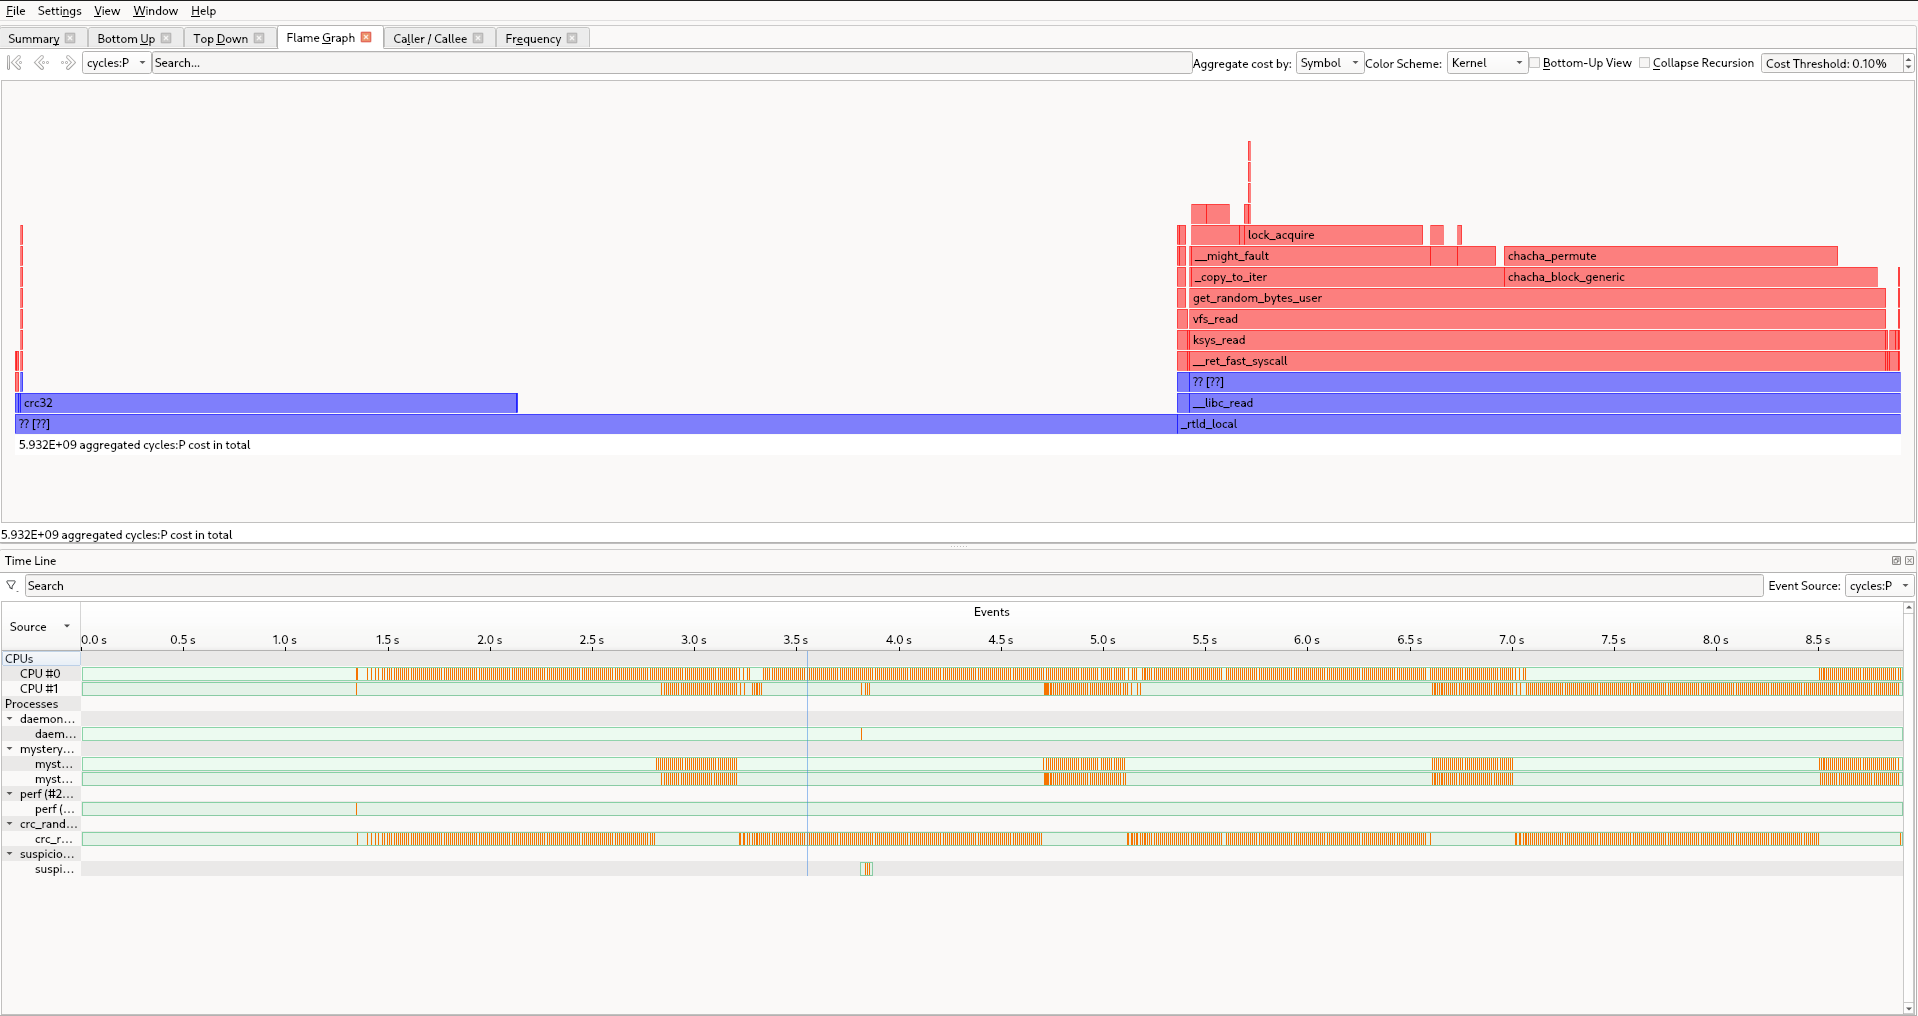 File Settings View Window Help
Summary Bottom Up Top Down Flame Graph Caller / Callee Frequency
cycles:P Search... Aggregate cost by: Symbol Color Scheme: Kernel Bottom-Up View Collapse Recursion Cost Threshold: 0.10%
lock_acquire
__might_fault chacha_permute
_copy_to_iter chacha_block_generic
get_random_bytes_user
vfs_read
ksys_read
__ret_fast_syscall
?? [??]
crc32 __libc_read
?? [??] _rtld_local
5.932E+09 aggregated cycles:P cost in total
5.932E+09 aggregated cycles:P cost in total
Time Line
Search Event Source: cycles:P
Events
Source
0.0 s 0.5 s 1.0 s 1.5 s 2.0 s 2.5 s 3.0 s 3.5 s 4.0 s 4.5 s 5.0 s 5.5 s 6.0 s 6.5 s 7.0 s 7.5 s 8.0 s 8.5 s
CPUs
CPU #0
CPU #1
Processes
daemon...
daem...
mystery...
myst...
myst...
perf (#2...
perf (...
crc_rand...
crc_r...
suspicio...
suspi...